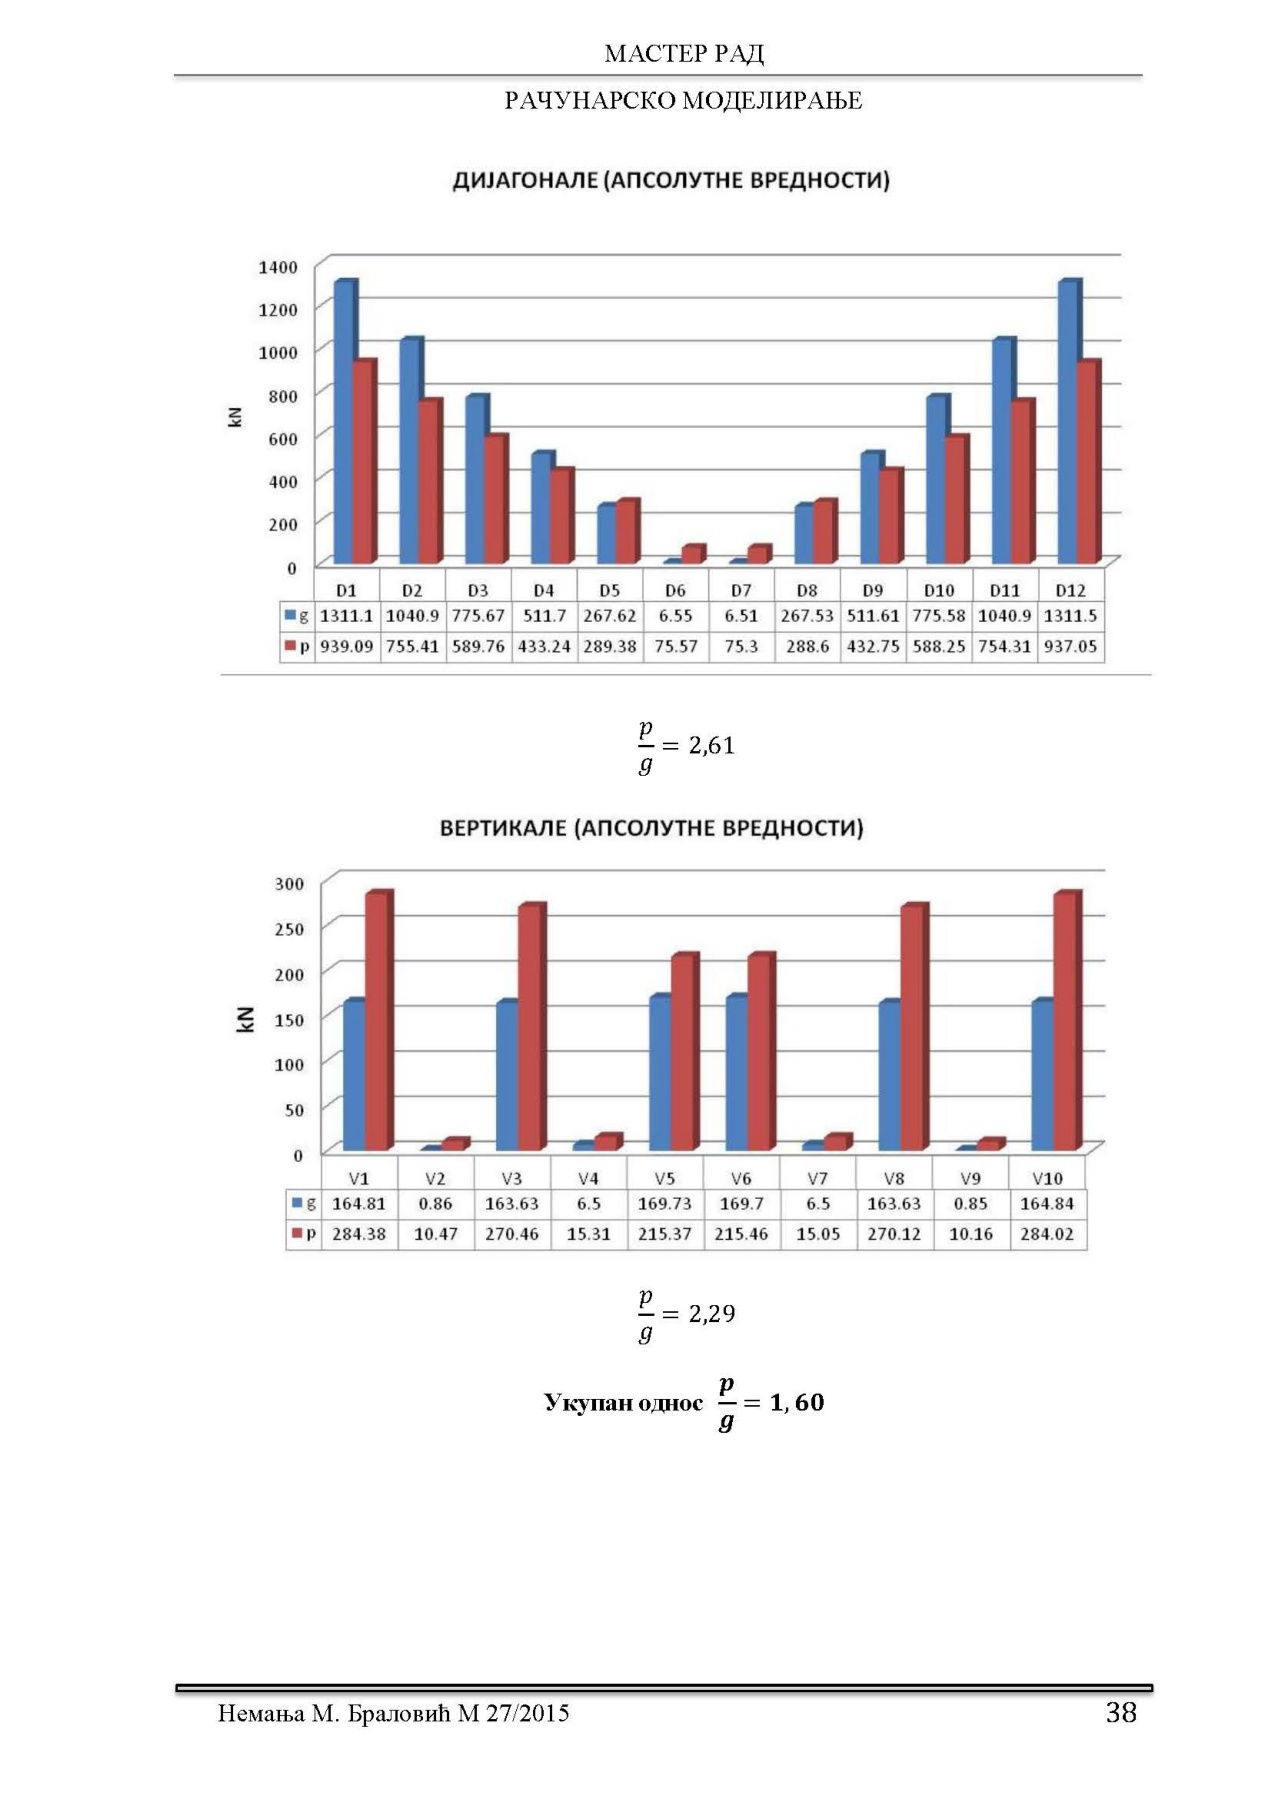 МАСТЕР РАД
РАЧУНАРСКО МОДЕЛИРАЊЕ
ДИЈАГОНАЛЕ (АПСОЛУТНЕ ВРЕДНОСТИ)
1400
1200
1000
800
600
400
200
0
kN
D1 D2 D3 D4 D5 D6 D7 D8 D9 D10 D11 D12
g 1311.1 1040.9 775.67 511.7 267.62 6.55 6.51 267.53 511.61 775.58 1040.9 1311.5
p 939.09 755.41 589.76 433.24 289.38 75.57 75.3 288.6 432.75 588.25 754.31 937.05
p/g = 2,61
ВЕРТИКАЛЕ (АПСОЛУТНЕ ВРЕДНОСТИ)
300
250
200
150
100
50
0
kN
V1 V2 V3 V4 V5 V6 V7 V8 V9 V10
g 164.81 0.86 163.63 6.5 169.73 169.7 6.5 163.63 0.85 164.84
p 284.38 10.47 270.46 15.31 215.37 215.46 15.05 270.12 10.16 284.02
p/g = 2,29
Укупан однос p/g = 1,60
Немања М. Браловић М 27/2015 38